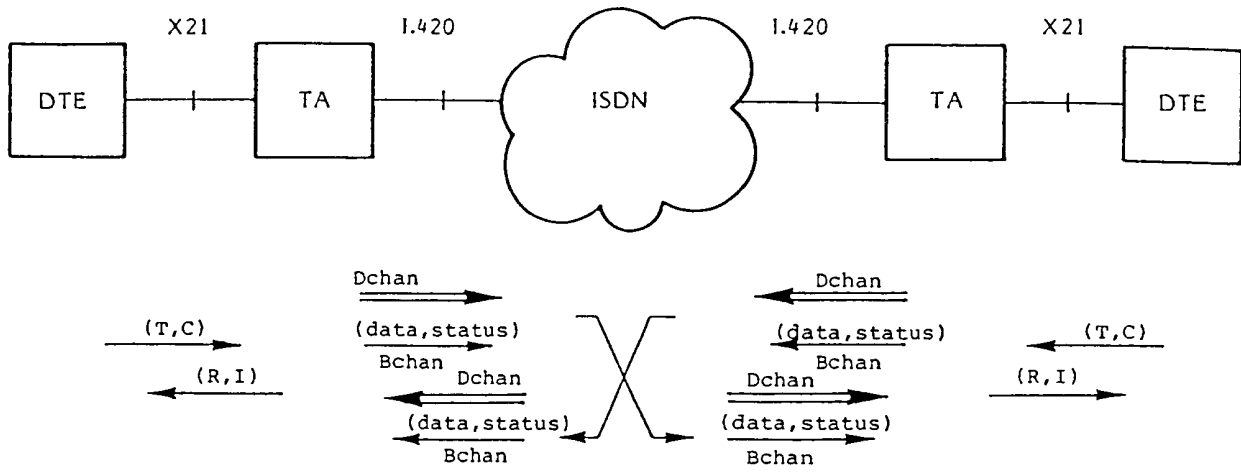 X21 I.420 I.420 X21
DTE TA ISDN TA DTE
Dchan Dchan
(T,C) (data,status) (data,status) (T,C)
Bchan Bchan
(R,I) Dchan Dchan (R,I)
(data,status) (data,status)
Bchan Bchan